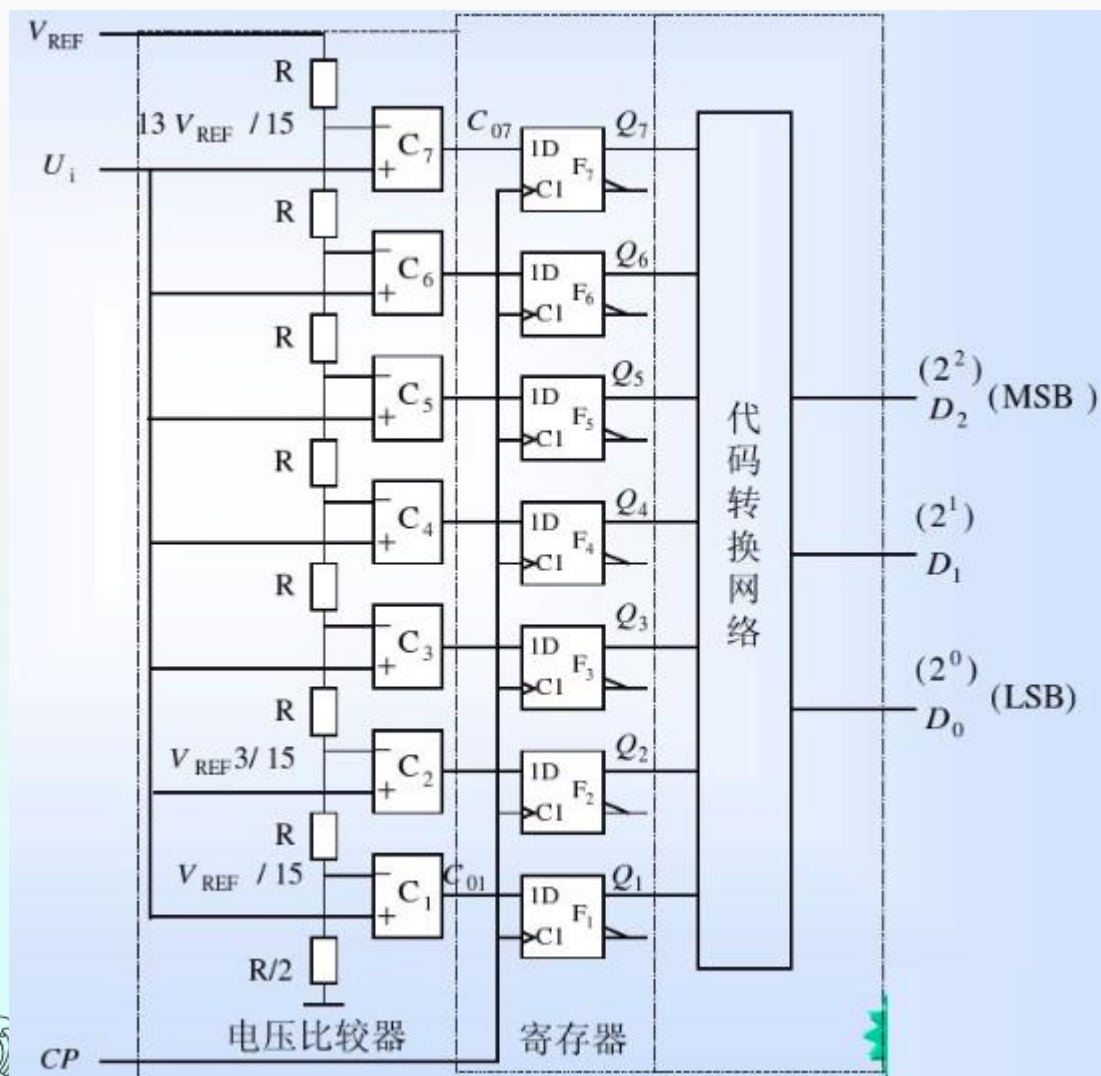 V_REF
R
13 V_REF / 15
C_07
Q_7
C_7
1D
F_7
C1
U_i
R
Q_6
C_6
1D
F_6
C1
R
Q_5
C_5
1D
F_5
C1
(2^2)
D_2 (MSB )
R
Q_4
C_4
1D
F_4
C1
代码转换网络
(2^1)
D_1
R
Q_3
C_3
1D
F_3
C1
(2^0)
D_0 (LSB)
R
V_REF 3/ 15
Q_2
C_2
1D
F_2
C1
R
V_REF / 15
C_01
Q_1
C_1
1D
F_1
C1
R/2
电压比较器
寄存器
CP